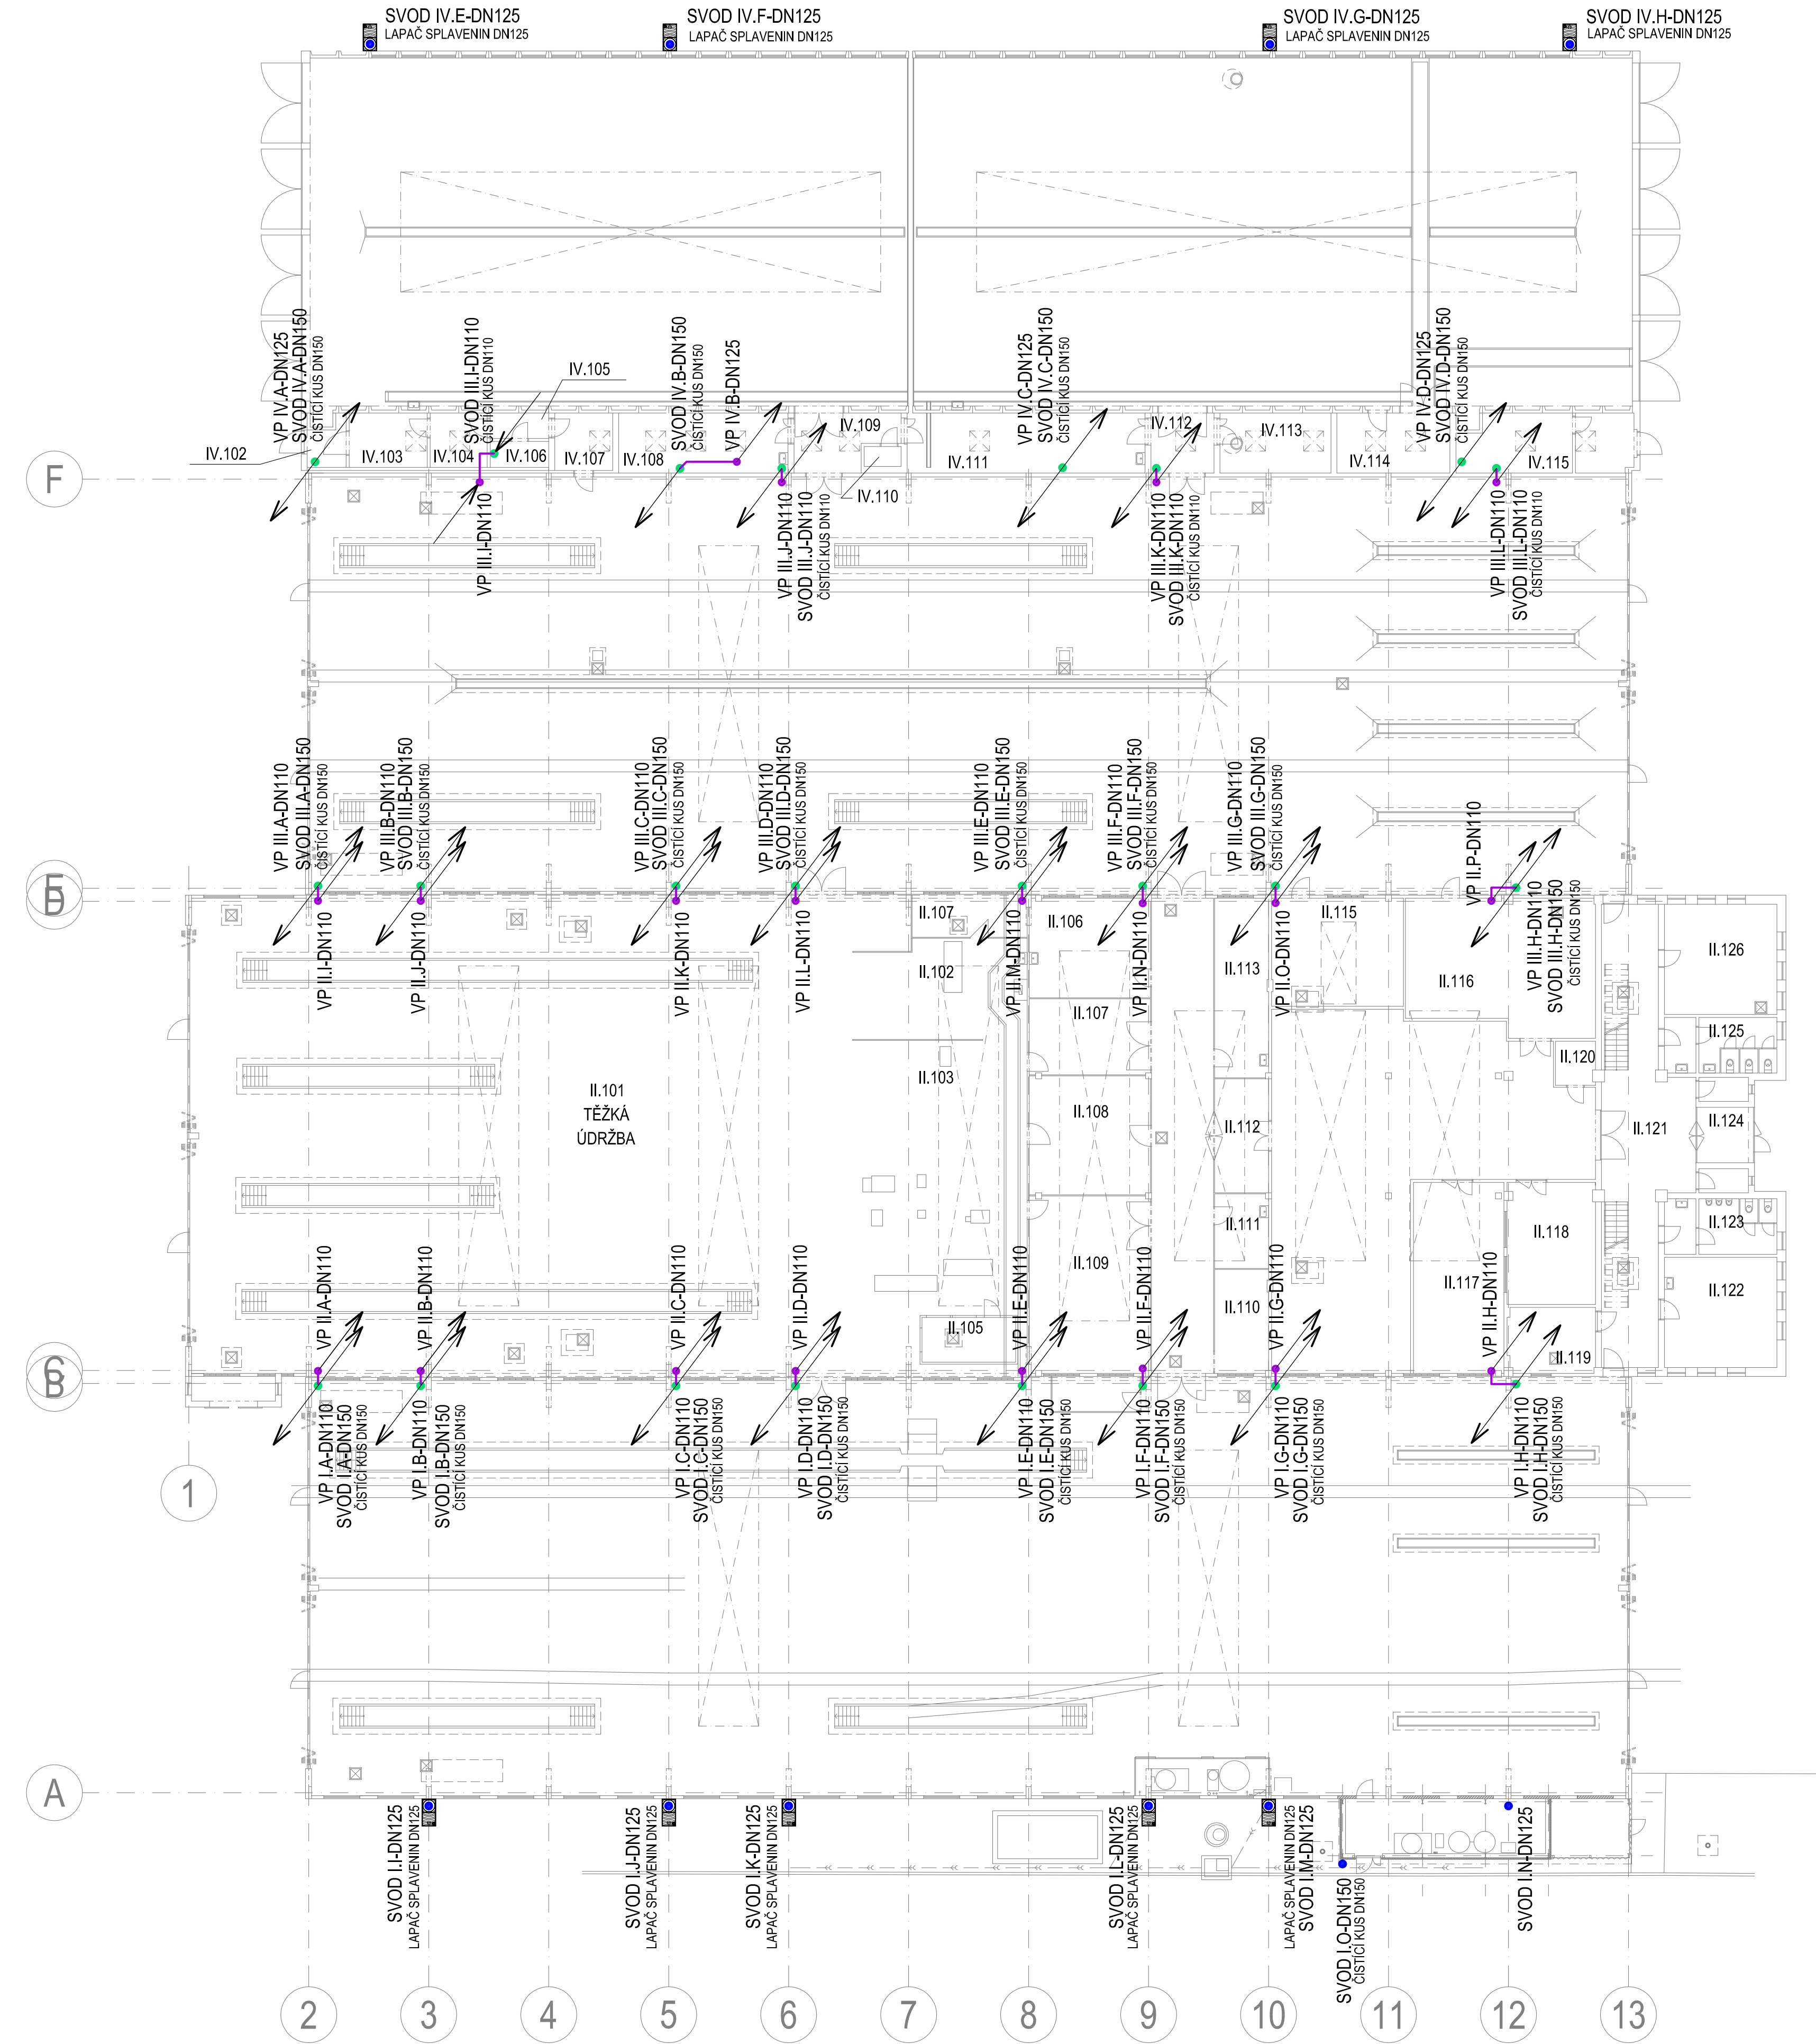 SVOD IV.E-DN125
LAPAČ SPLAVENIN DN125
SVOD IV.F-DN125
LAPAČ SPLAVENIN DN125
SVOD IV.G-DN125
LAPAČ SPLAVENIN DN125
SVOD IV.H-DN125
LAPAČ SPLAVENIN DN125
VP IV.A-DN125
SVOD IV.A-DN150
ČISTÍCÍ KUS DN150
SVOD III.I-DN110
ČISTÍCÍ KUS DN110
IV.105
SVOD IV.B-DN150
ČISTÍCÍ KUS DN150
VP IV.B-DN125
VP IV.C-DN125
SVOD IV.C-DN150
ČISTÍCÍ KUS DN150
VP IV.D-DN125
SVOD IV.D-DN150
ČISTÍCÍ KUS DN150
IV.102
IV.103
IV.104
IV.106
IV.107
IV.108
IV.109
IV.110
IV.111
IV.112
IV.113
IV.114
IV.115
F
VP III.I-DN110
VP III.J-DN110
SVOD III.J-DN110
ČISTÍCÍ KUS DN110
VP III.K-DN110
SVOD III.K-DN110
ČISTÍCÍ KUS DN110
VP III.L-DN110
SVOD III.L-DN110
ČISTÍCÍ KUS DN110
VP III.A-DN110
SVOD III.A-DN150
ČISTÍCÍ KUS DN150
VP III.B-DN110
SVOD III.B-DN150
ČISTÍCÍ KUS DN150
VP III.C-DN110
SVOD III.C-DN150
ČISTÍCÍ KUS DN150
VP III.D-DN110
SVOD III.D-DN150
ČISTÍCÍ KUS DN150
VP III.E-DN110
SVOD III.E-DN150
ČISTÍCÍ KUS DN150
VP III.F-DN110
SVOD III.F-DN150
ČISTÍCÍ KUS DN150
VP III.G-DN110
SVOD III.G-DN150
ČISTÍCÍ KUS DN150
VP II.P-DN110
E
D
VP II.I-DN110
VP II.J-DN110
VP II.K-DN110
VP II.L-DN110
VP II.M-DN110
VP II.N-DN110
VP II.O-DN110
VP III.H-DN110
SVOD III.H-DN150
ČISTÍCÍ KUS DN150
II.107
II.106
II.115
II.102
II.113
II.116
II.126
II.107
II.125
II.120
II.103
II.101
TĚŽKÁ
ÚDRŽBA
II.108
II.112
II.121
II.124
II.111
II.123
II.118
II.109
II.117
II.122
II.110
II.105
II.119
VP II.A-DN110
VP II.B-DN110
VP II.C-DN110
VP II.D-DN110
VP II.E-DN110
VP II.F-DN110
VP II.G-DN110
VP II.H-DN110
C
B
VP I.A-DN110
SVOD I.A-DN150
ČISTÍCÍ KUS DN150
VP I.B-DN110
SVOD I.B-DN150
ČISTÍCÍ KUS DN150
VP I.C-DN110
SVOD I.C-DN150
ČISTÍCÍ KUS DN150
VP I.D-DN110
SVOD I.D-DN150
ČISTÍCÍ KUS DN150
VP I.E-DN110
SVOD I.E-DN150
ČISTÍCÍ KUS DN150
VP I.F-DN110
SVOD I.F-DN150
ČISTÍCÍ KUS DN150
VP I.G-DN110
SVOD I.G-DN150
ČISTÍCÍ KUS DN150
VP I.H-DN110
SVOD I.H-DN150
ČISTÍCÍ KUS DN150
1
A
SVOD I.I-DN125
LAPAČ SPLAVENIN DN125
SVOD I.J-DN125
LAPAČ SPLAVENIN DN125
SVOD I.K-DN125
LAPAČ SPLAVENIN DN125
SVOD I.L-DN125
LAPAČ SPLAVENIN DN125
LAPAČ SPLAVENIN DN125
SVOD I.M-DN125
SVOD I.O-DN150
ČISTÍCÍ KUS DN150
SVOD I.N-DN125
2
3
4
5
6
7
8
9
10
11
12
13